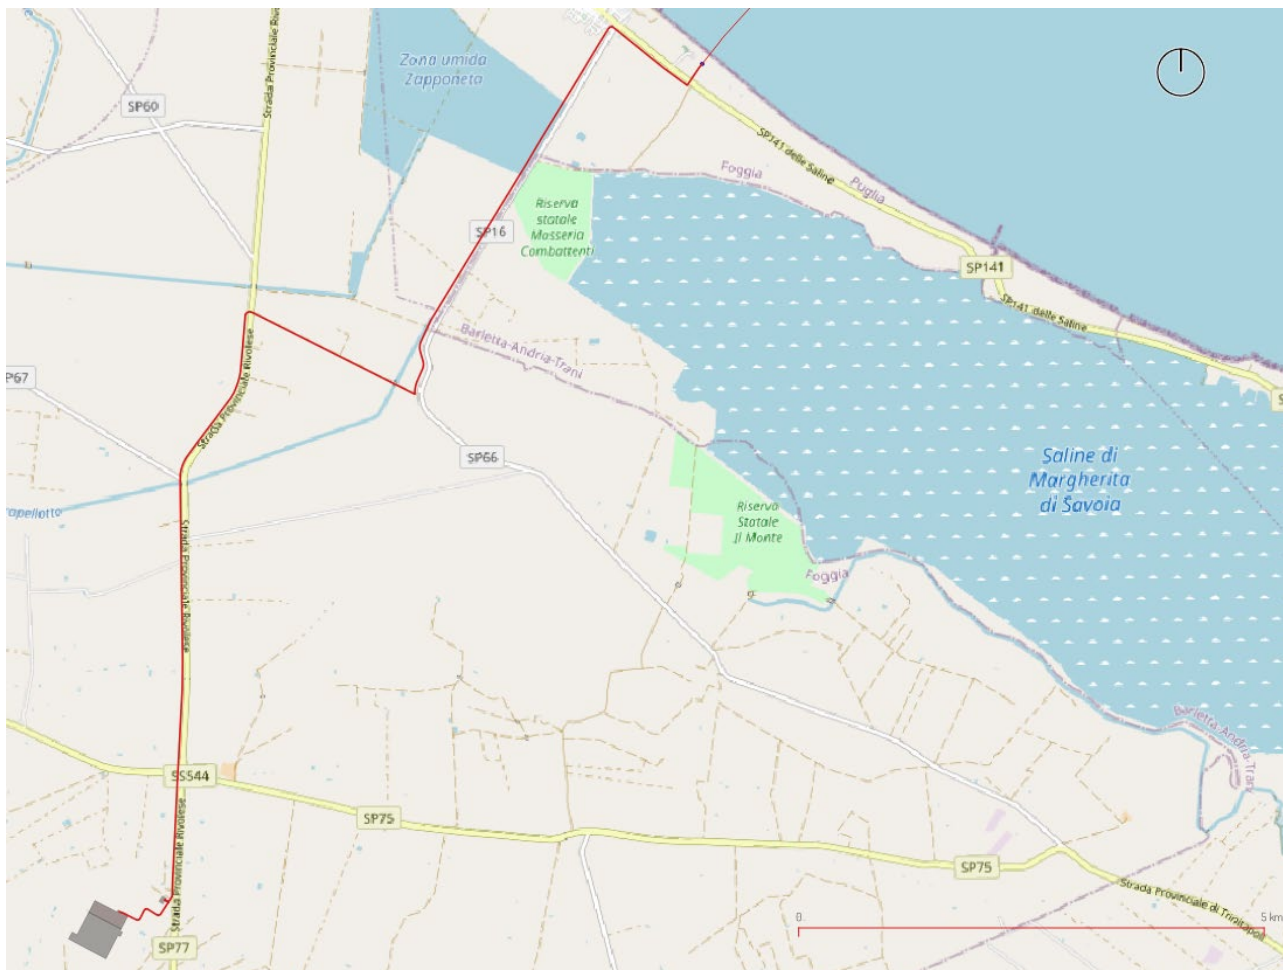 Zona umida
Zapponeta
Strada Provinciale Rivolese
SP60
SP141 delle Saline
Foggia
Puglia
Riserva
statale
Masseria
Combattenti
SP16
SP141
SP141 delle Saline
Barletta-Andria-Trani
Strada Provinciale Rivolese
SP66
Saline di
Margherita
di Savoia
Riserva
Statale
Il Monte
Foggia
Strada Provinciale Rivolese
Barletta-Andria-Trani
SS544
SP75
Strada Provinciale Rivolese
SP75
Strada Provinciale di Trinitapoli
0
5 km
SP77